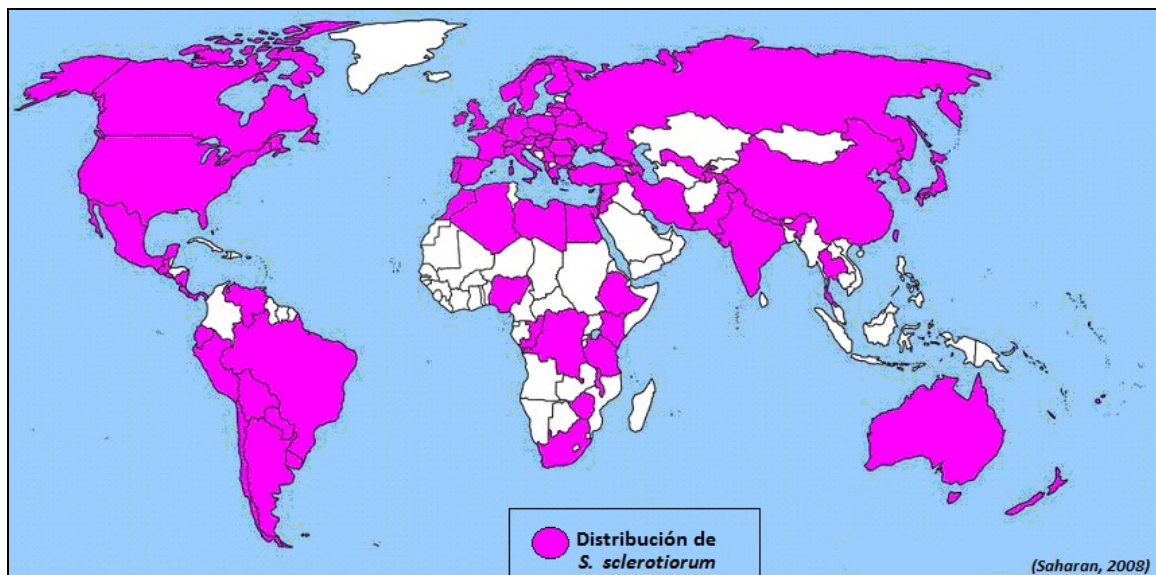 Distribución de
S. sclerotiorum
(Saharan, 2008)